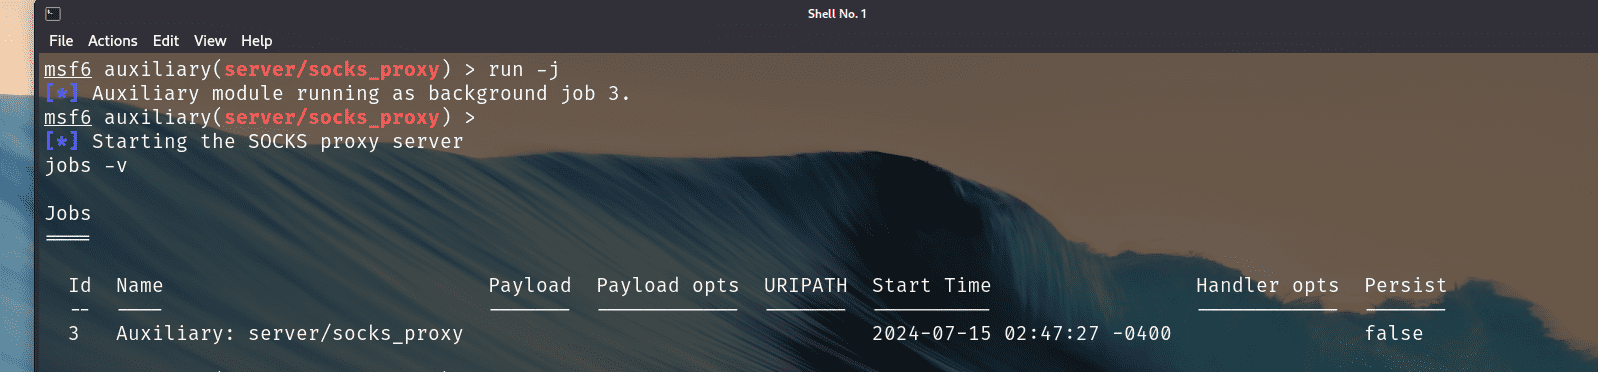 Shell No. 1
File Actions Edit View Help
msf6 auxiliary(server/socks_proxy) > run -j
[*] Auxiliary module running as background job 3.
msf6 auxiliary(server/socks_proxy) >
[*] Starting the SOCKS proxy server
jobs -v
Jobs
====
Id Name Payload Payload opts URIPATH Start Time Handler opts Persist
-- ---- ------- ------------ ------- ---------- ------------ -------
3 Auxiliary: server/socks_proxy 2024-07-15 02:47:27 -0400 false